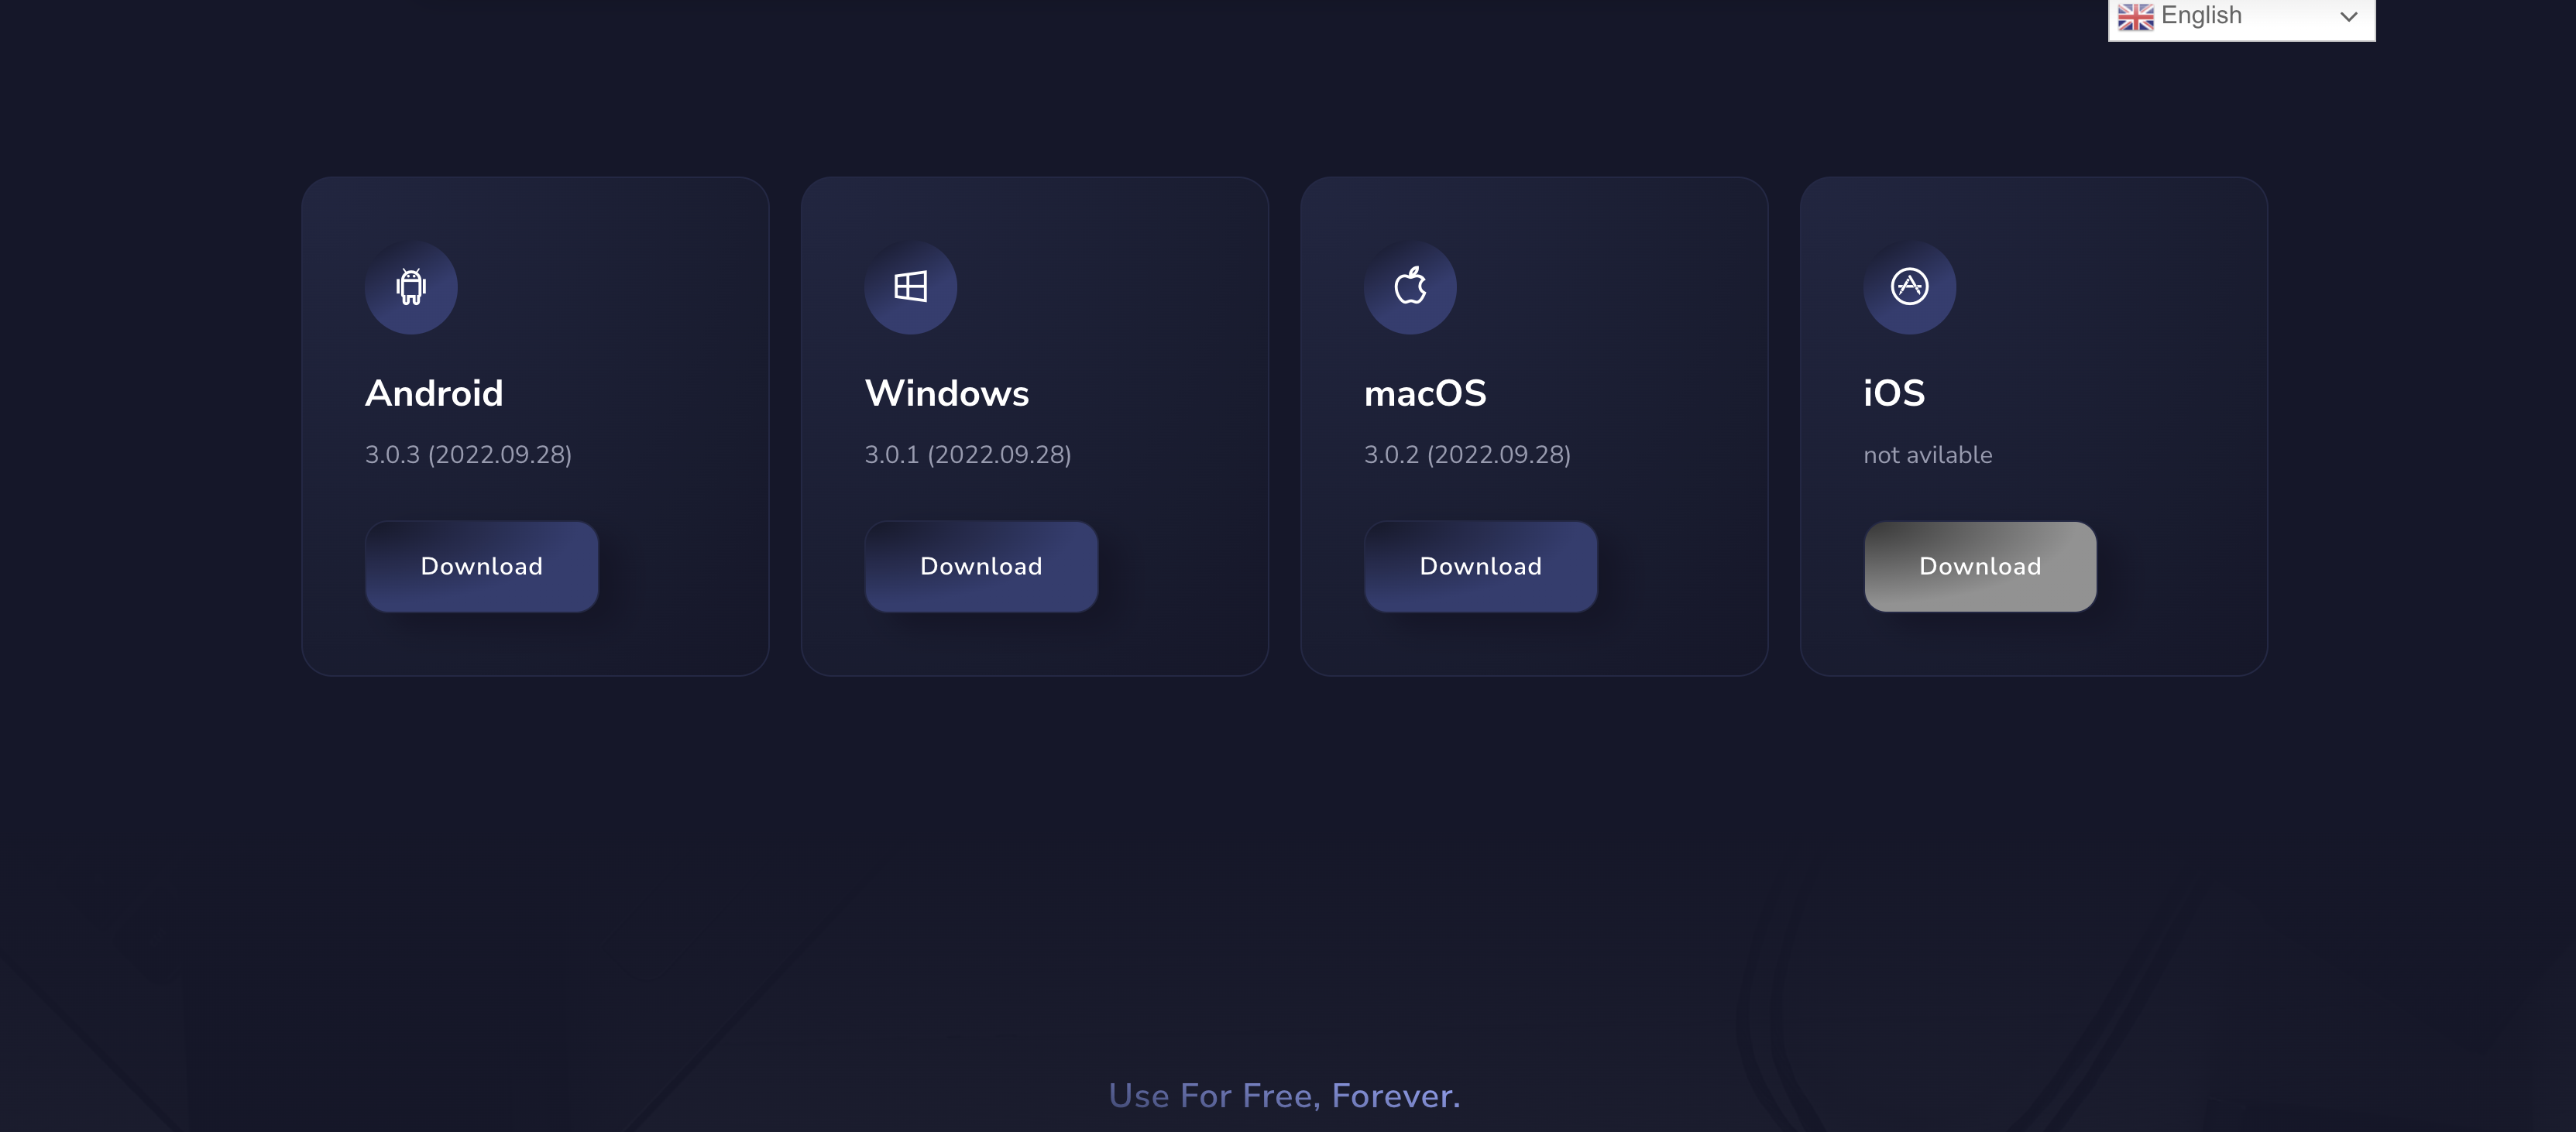 English
Android
3.0.3 (2022.09.28)
Download
Windows
3.0.1 (2022.09.28)
Download
macOS
3.0.2 (2022.09.28)
Download
iOS
not avilable
Download
Use For Free, Forever.